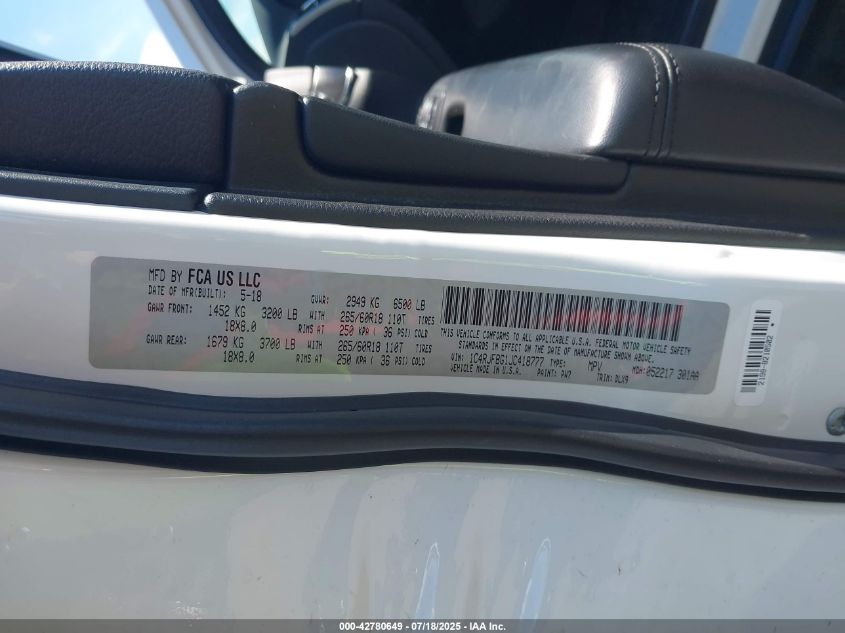 MFD BY FCA US LLC
DATE OF MFR(BUILT): 5-18 GVWR: 2949 KG 6500 LB
GAWR FRONT: 1452 KG 3200 LB WITH 265/60R18 110T TIRES
18X8.0 RIMS AT 250 KPA ( 36 PSI) COLD
GAWR REAR: 1679 KG 3700 LB WITH 265/60R18 110T TIRES
18X8.0 RIMS AT 250 KPA ( 36 PSI) COLD
THIS VEHICLE CONFORMS TO ALL APPLICABLE U.S.A. FEDERAL MOTOR VEHICLE SAFETY
STANDARDS IN EFFECT ON THE DATE OF MANUFACTURE SHOWN ABOVE.
VIN: 1C4RJFBG1JC418777 TYPE: MPV MDH: 052217 301AA
VEHICLE MADE IN U.S.A. PAINT: PW7 TRIM: DLX9
000-42780649 - 07/18/2025 - IAA Inc.